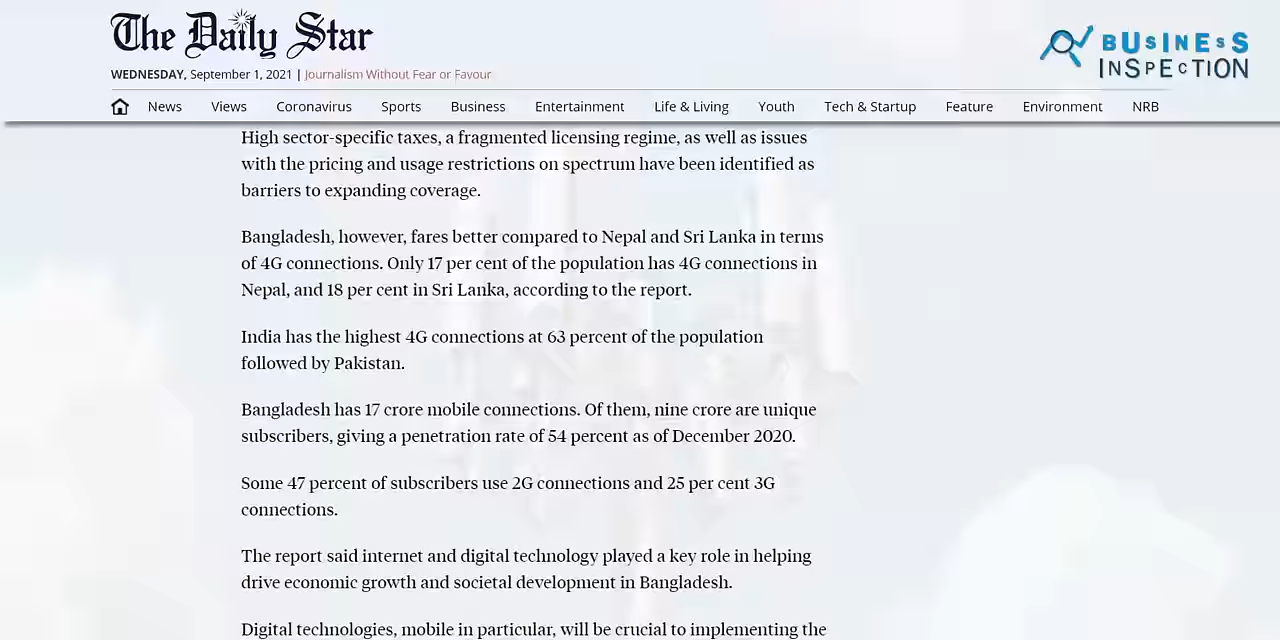 The Daily Star
WEDNESDAY, September 1, 2021 | Journalism Without Fear or Favour
BUSINESS
INSPECTION
News Views Coronavirus Sports Business Entertainment Life & Living Youth Tech & Startup Feature Environment NRB
High sector-specific taxes, a fragmented licensing regime, as well as issues
with the pricing and usage restrictions on spectrum have been identified as
barriers to expanding coverage.
Bangladesh, however, fares better compared to Nepal and Sri Lanka in terms
of 4G connections. Only 17 per cent of the population has 4G connections in
Nepal, and 18 per cent in Sri Lanka, according to the report.
India has the highest 4G connections at 63 percent of the population
followed by Pakistan.
Bangladesh has 17 crore mobile connections. Of them, nine crore are unique
subscribers, giving a penetration rate of 54 percent as of December 2020.
Some 47 percent of subscribers use 2G connections and 25 per cent 3G
connections.
The report said internet and digital technology played a key role in helping
drive economic growth and societal development in Bangladesh.
Digital technologies, mobile in particular, will be crucial to implementing the